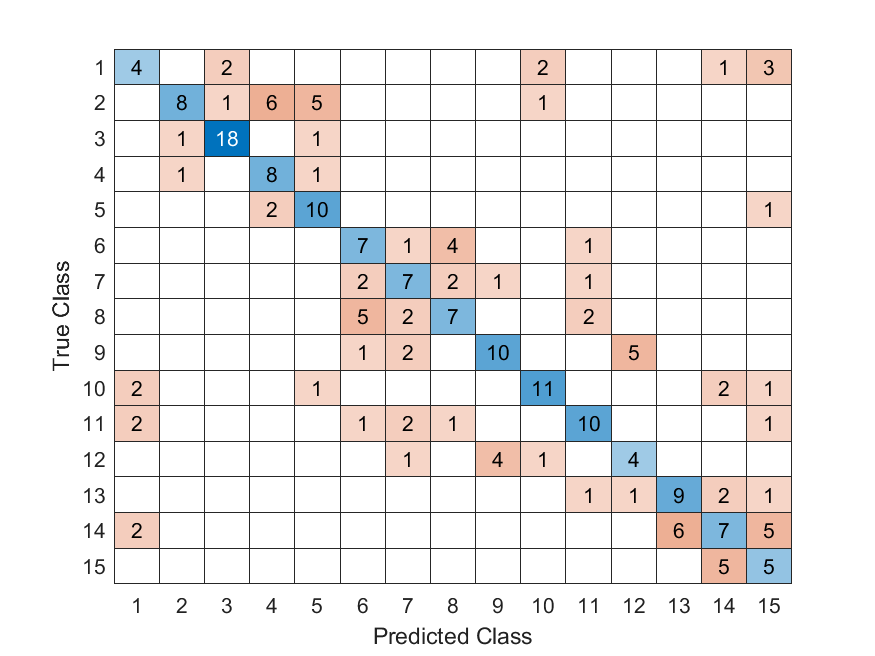 1 4 2 2 1 3
2 8 1 6 5 1
3 1 18 1
4 1 8 1
5 2 10 1
6 7 1 4 1
7 2 7 2 1 1
8 5 2 7 2
9 1 2 10 5
10 2 1 11 2 1
11 2 1 2 1 10 1
12 1 4 1 4
13 1 1 9 2 1
14 2 6 7 5
15 5 5
True Class
1 2 3 4 5 6 7 8 9 10 11 12 13 14 15
Predicted Class